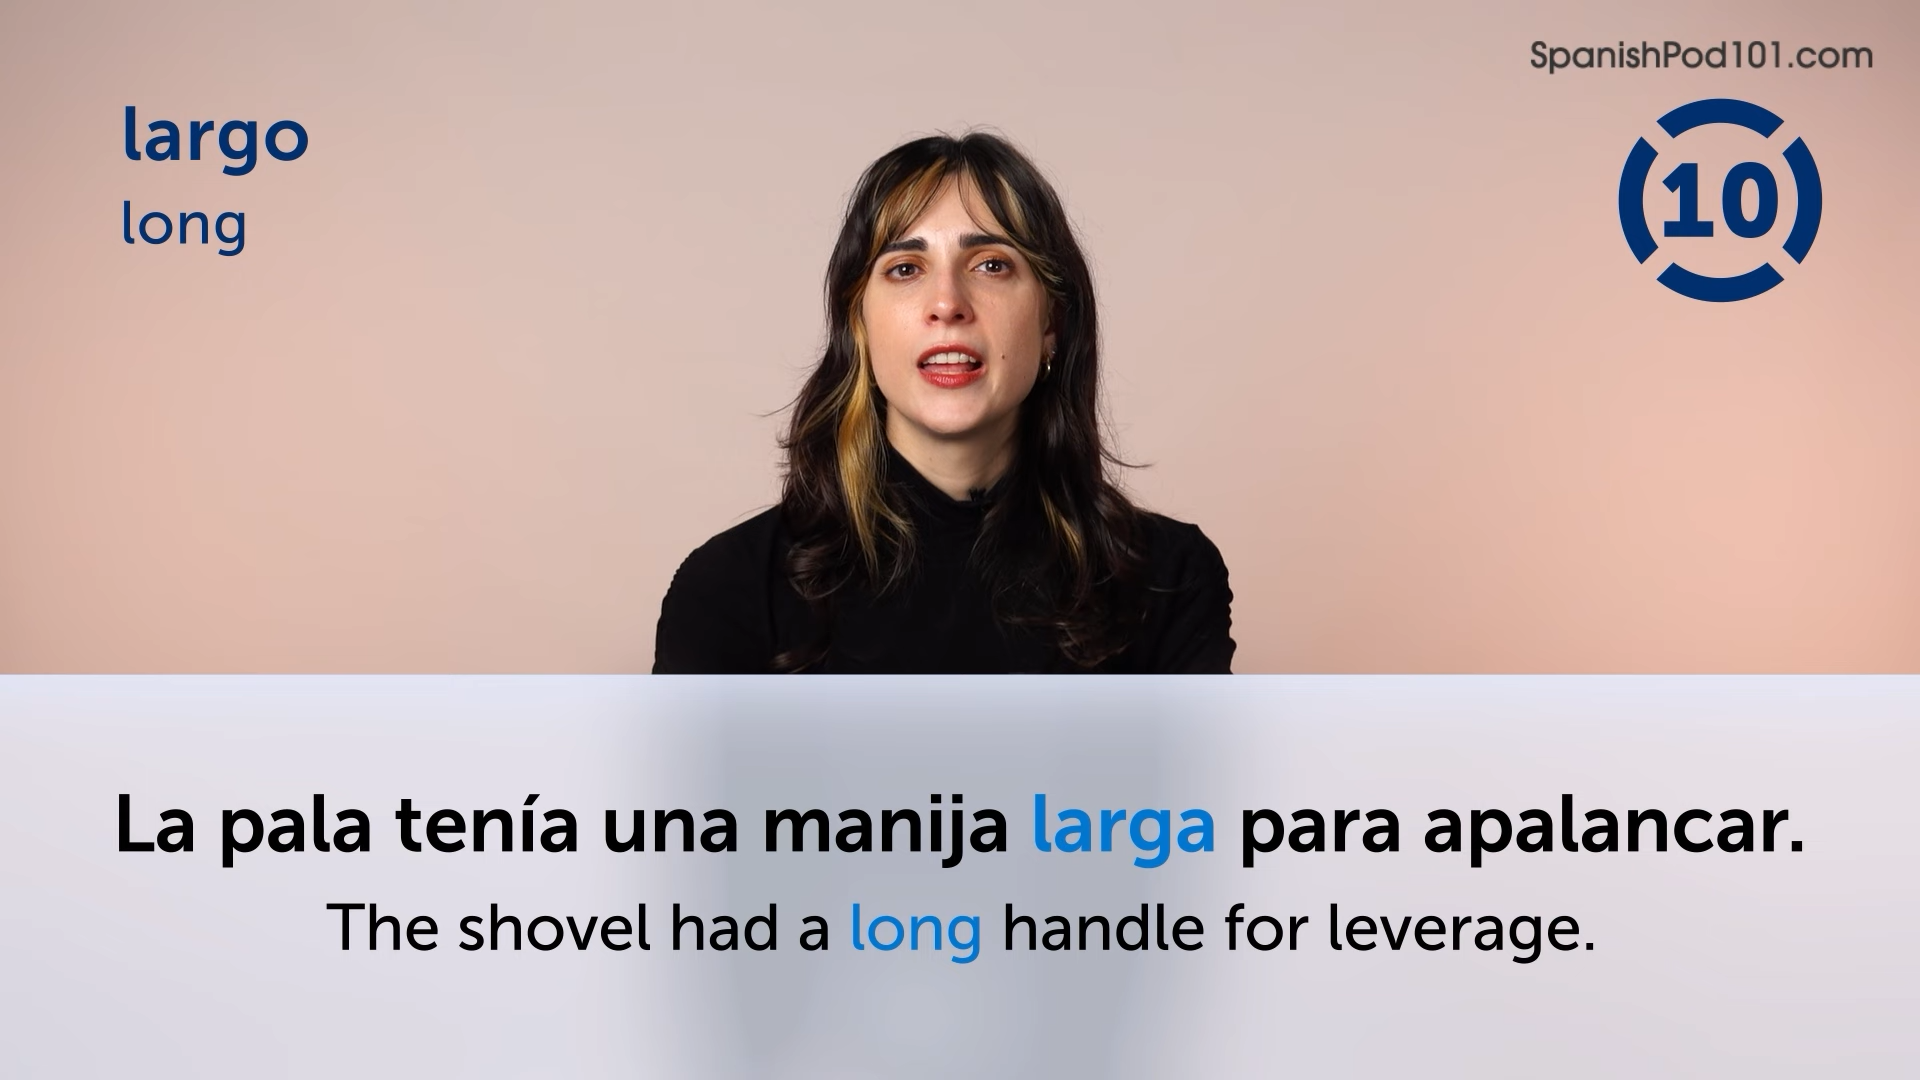 SpanishPod101.com
largo
long
10
La pala tenía una manija larga para apalancar.
The shovel had a long handle for leverage.